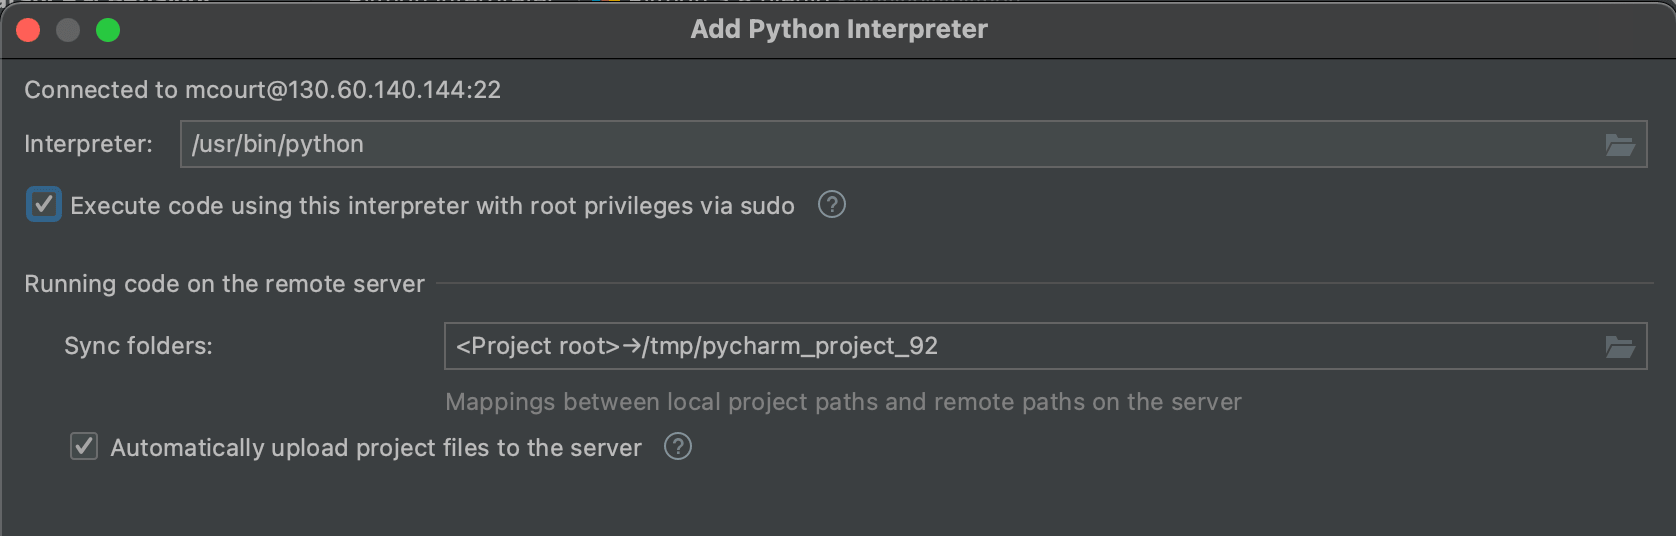 Add Python Interpreter
Connected to mcourt@130.60.140.144:22
Interpreter: /usr/bin/python
Execute code using this interpreter with root privileges via sudo ?
Running code on the remote server
Sync folders: <Project root>→/tmp/pycharm_project_92
Mappings between local project paths and remote paths on the server
Automatically upload project files to the server ?